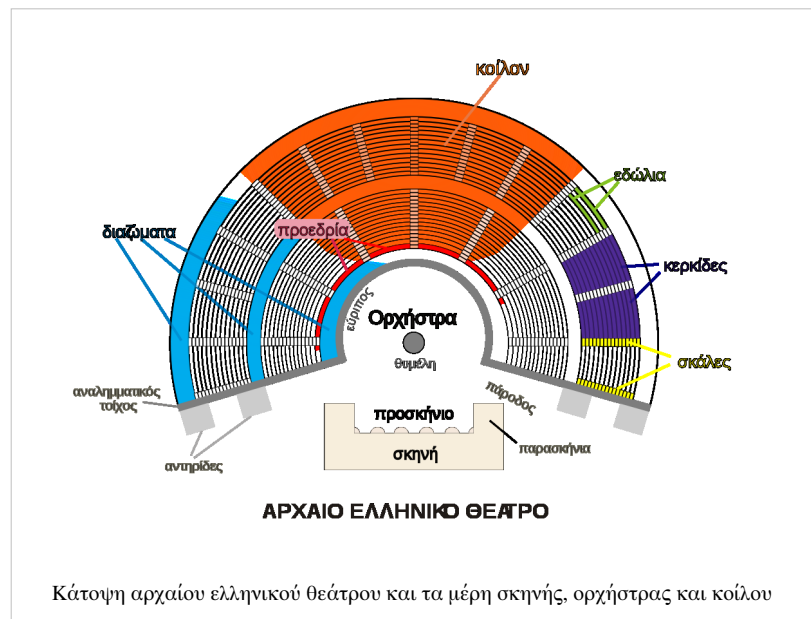 κοίλον
εδώλια
προεδρία
διαζώματα
κερκίδες
εύριπος
Ορχήστρα
θυμέλη
σκάλες
αναλημματικός
τοίχος
πάροδος
προσκήνιο
σκηνή
παρασκήνια
αντηρίδες
ΑΡΧΑΙΟ ΕΛΛΗΝΙΚΟ ΘΕΑΤΡΟ
Κάτοψη αρχαίου ελληνικού θεάτρου και τα μέρη σκηνής, ορχήστρας και κοίλου